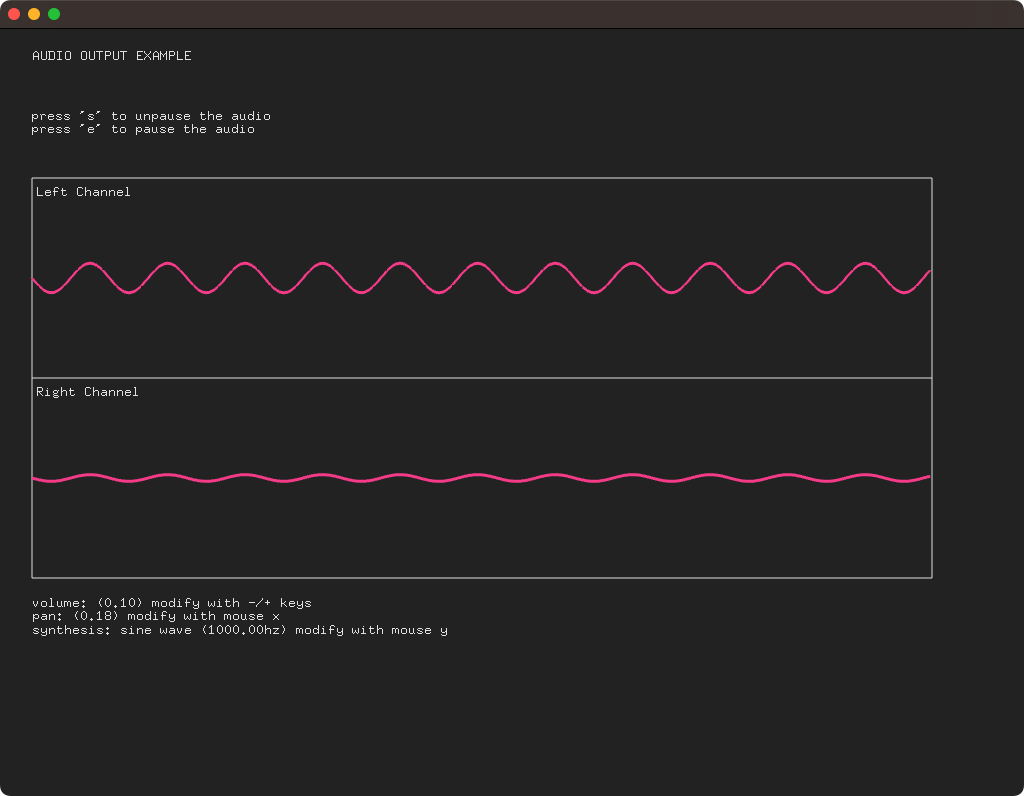 AUDIO OUTPUT EXAMPLE
press 's' to unpause the audio
press 'e' to pause the audio
Left Channel
Right Channel
volume: (0.10) modify with -/+ keys
pan: (0.18) modify with mouse x
synthesis: sine wave (1000.00hz) modify with mouse y